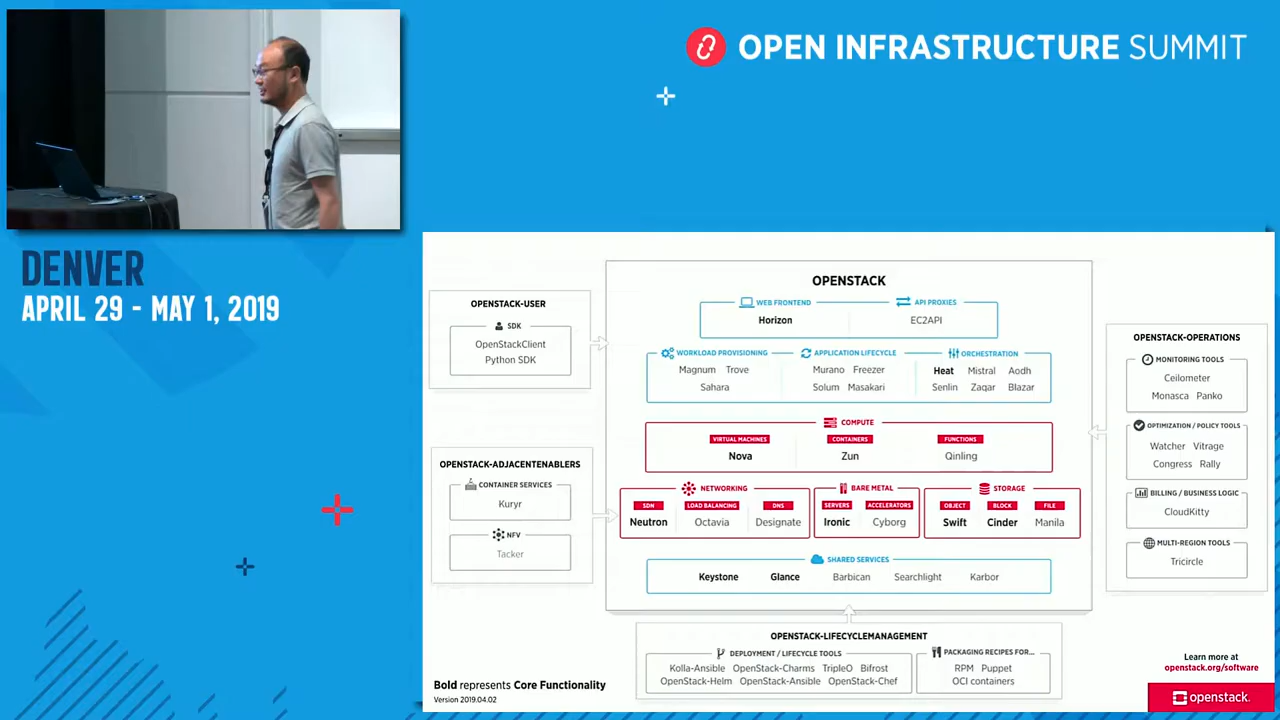 OPEN INFRASTRUCTURE SUMMIT
DENVER
APRIL 29 - MAY 1, 2019
OPENSTACK
OPENSTACK-USER
SDK
OpenStackClient
Python SDK
OPENSTACK-ADJACENTENABLERS
CONTAINER SERVICES
Kuryr
NFV
Tacker
WEB FRONTEND API PROXIES
Horizon EC2API
WORKLOAD PROVISIONING APPLICATION LIFECYCLE ORCHESTRATION
Magnum Trove Murano Freezer Heat Mistral Aodh
Sahara Solum Masakari Senlin Zaqar Blazar
COMPUTE
VIRTUAL MACHINES CONTAINERS FUNCTIONS
Nova Zun Qinling
NETWORKING BARE METAL STORAGE
SDN LOAD BALANCING DNS SERVERS ACCELERATORS OBJECT BLOCK FILE
Neutron Octavia Designate Ironic Cyborg Swift Cinder Manila
SHARED SERVICES
Keystone Glance Barbican Searchlight Karbor
OPENSTACK-OPERATIONS
MONITORING TOOLS
Ceilometer
Monasca Panko
OPTIMIZATION / POLICY TOOLS
Watcher Vitrage
Congress Rally
BILLING / BUSINESS LOGIC
CloudKitty
MULTI-REGION TOOLS
Tricircle
OPENSTACK-LIFECYCLEMANAGEMENT
DEPLOYMENT / LIFECYCLE TOOLS PACKAGING RECIPES FOR...
Kolla-Ansible OpenStack-Charms TripleO Bifrost RPM Puppet
OpenStack-Helm OpenStack-Ansible OpenStack-Chef OCI containers
Bold represents Core Functionality
Version 2019.04.02
Learn more at
openstack.org/software
openstack.